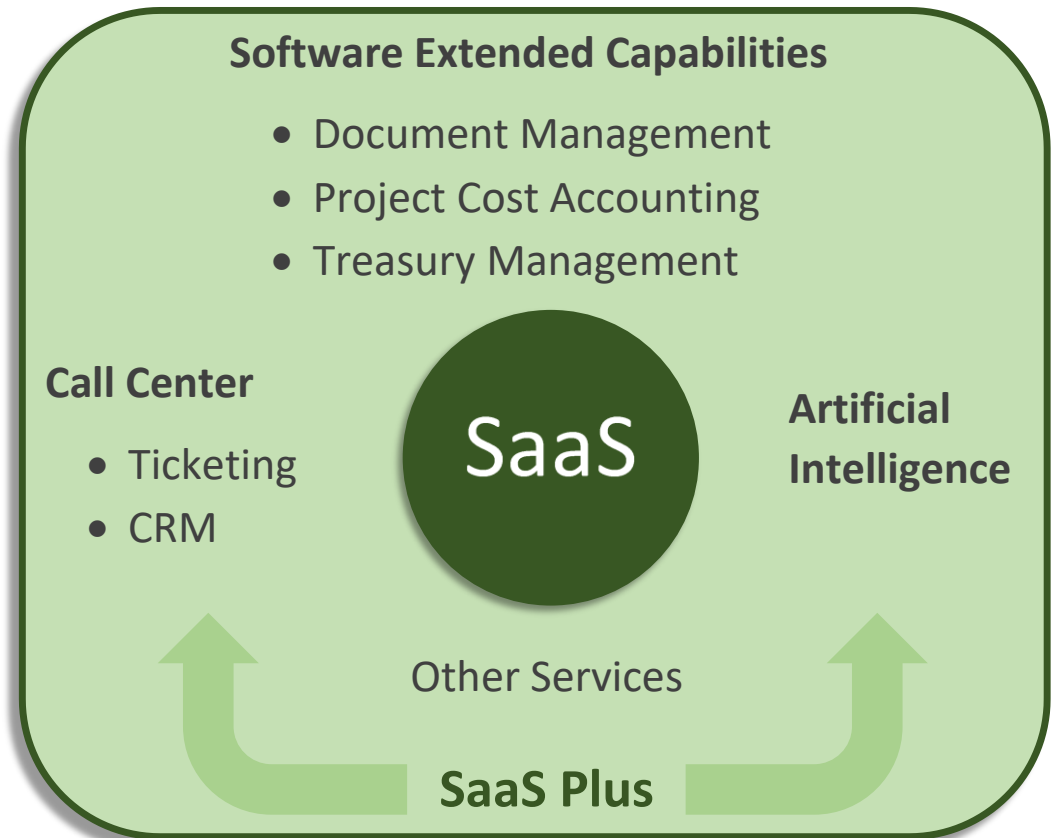 Software Extended Capabilities
• Document Management
• Project Cost Accounting
• Treasury Management
Call Center
• Ticketing
• CRM
SaaS
Artificial
Intelligence
Other Services
SaaS Plus